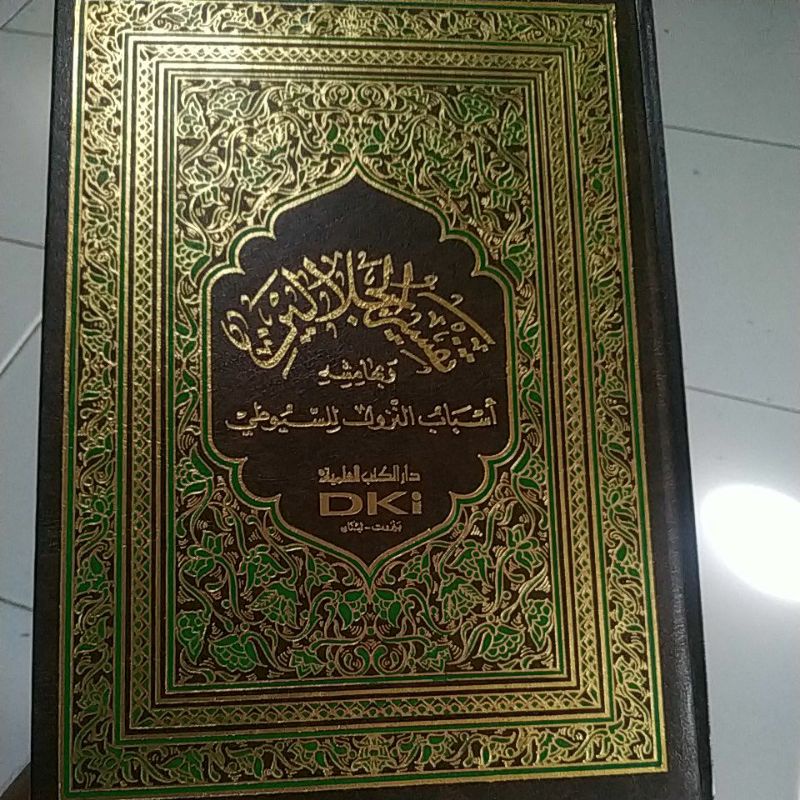 تفسير الجلالين
وبهامشه
أسباب النزول للسيوطي
دار الكتب العلمية
DKi
بيروت - لبنان